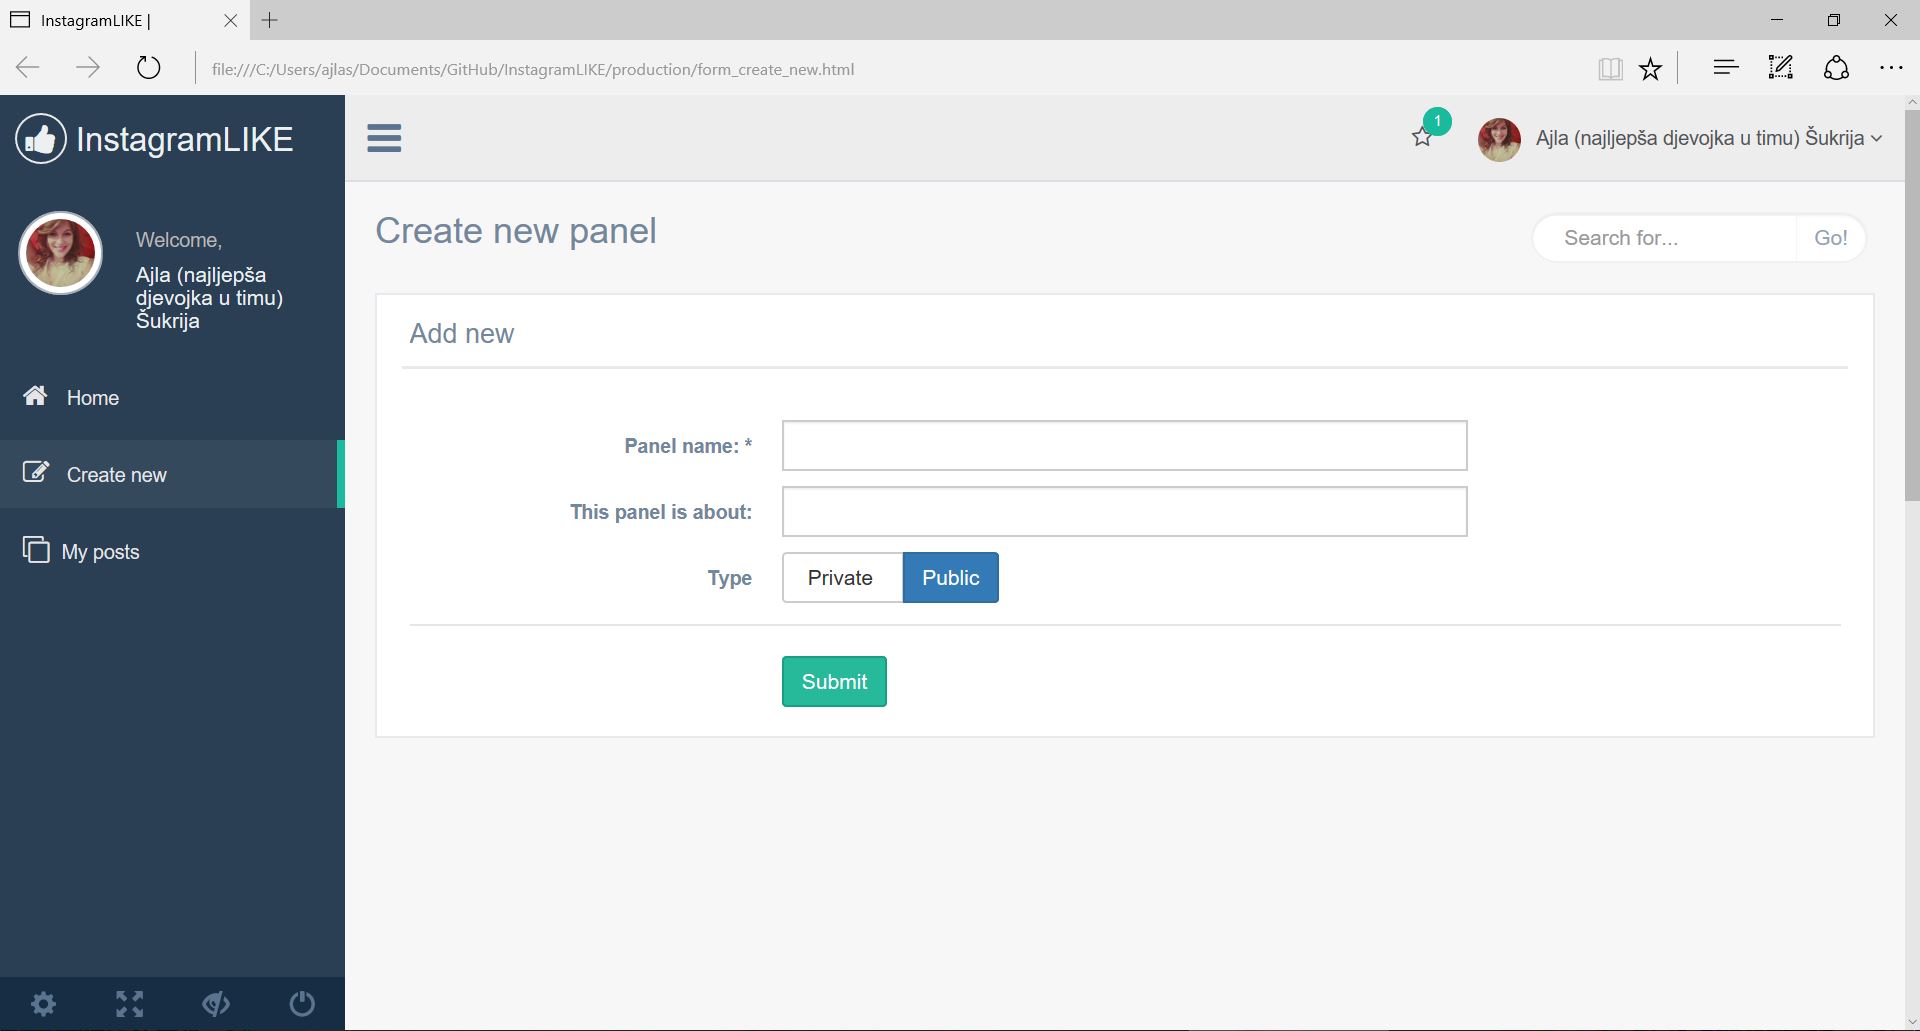 InstagramLIKE |
file:///C:/Users/ajlas/Documents/GitHub/InstagramLIKE/production/form_create_new.html
InstagramLIKE
1
Ajla (najljepša djevojka u timu) Šukrija
Welcome,
Ajla (najljepša
djevojka u timu)
Šukrija
Home
Create new
My posts
Create new panel
Search for...
Go!
Add new
Panel name: *
This panel is about:
Type
Private
Public
Submit